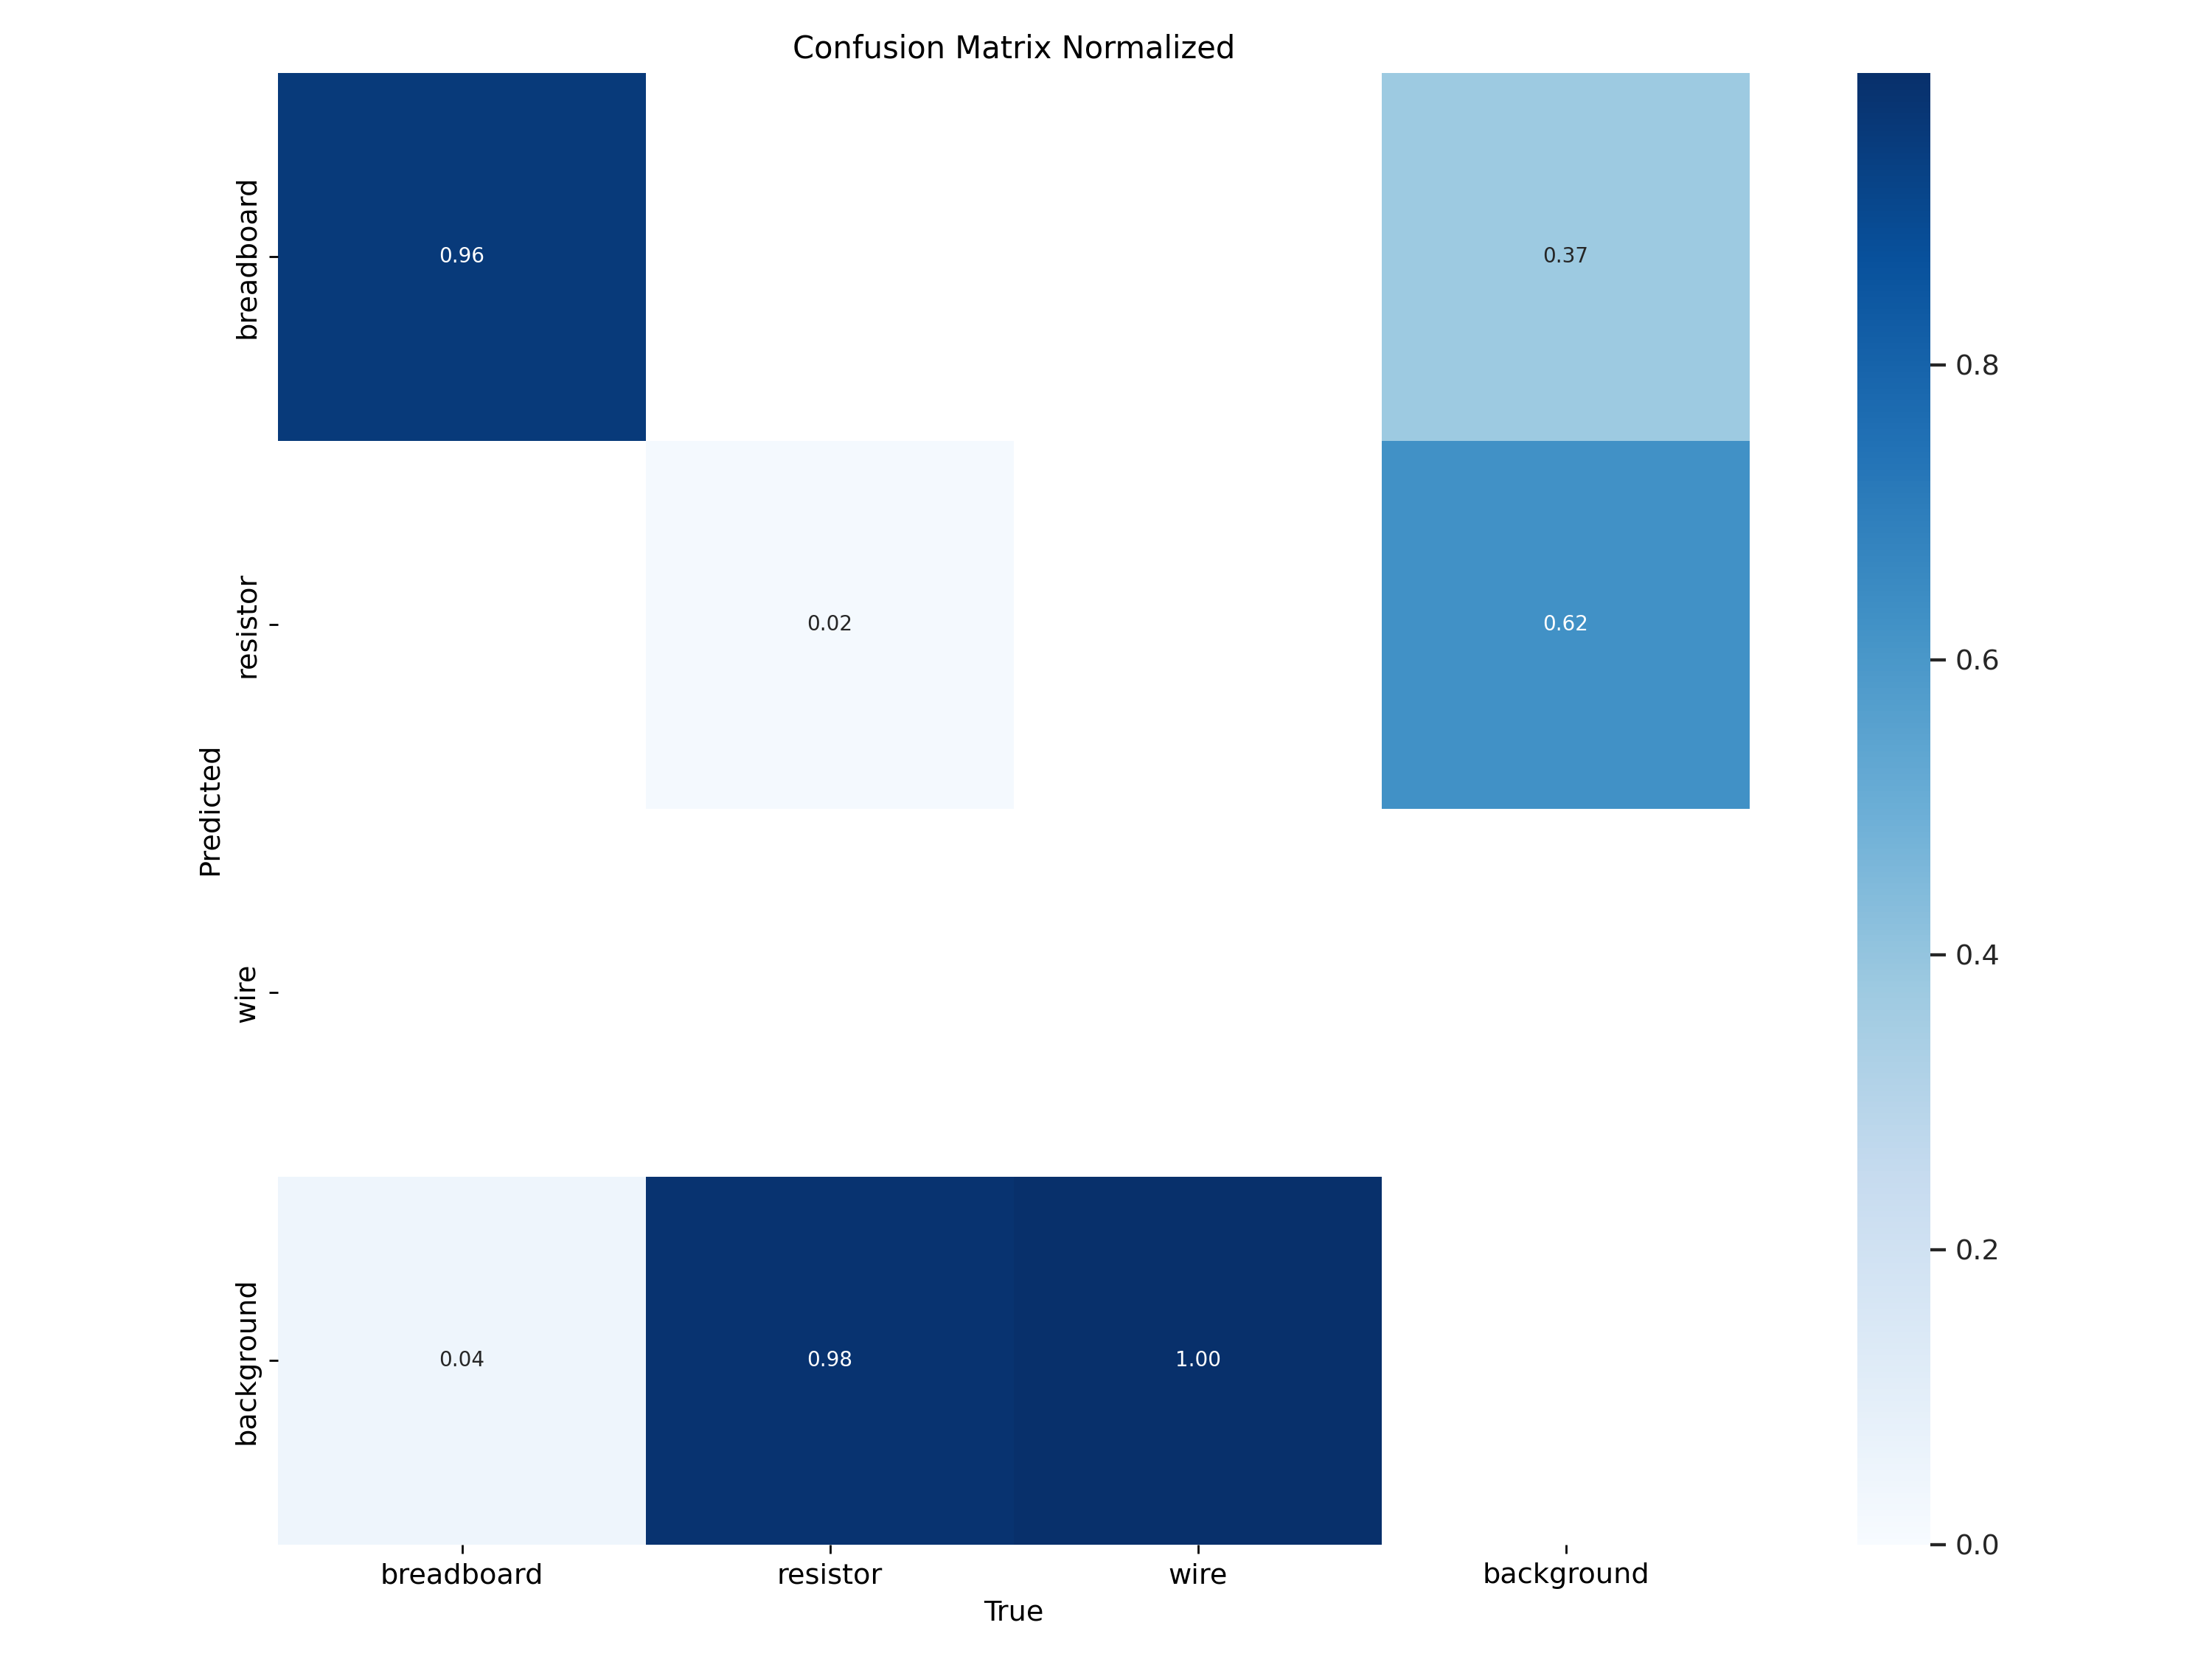 Confusion Matrix Normalized
breadboard
0.96
0.37
0.8
resistor
0.02
0.62
0.6
Predicted
0.4
wire
0.2
background
0.04
0.98
1.00
0.0
breadboard
resistor
wire
background
True